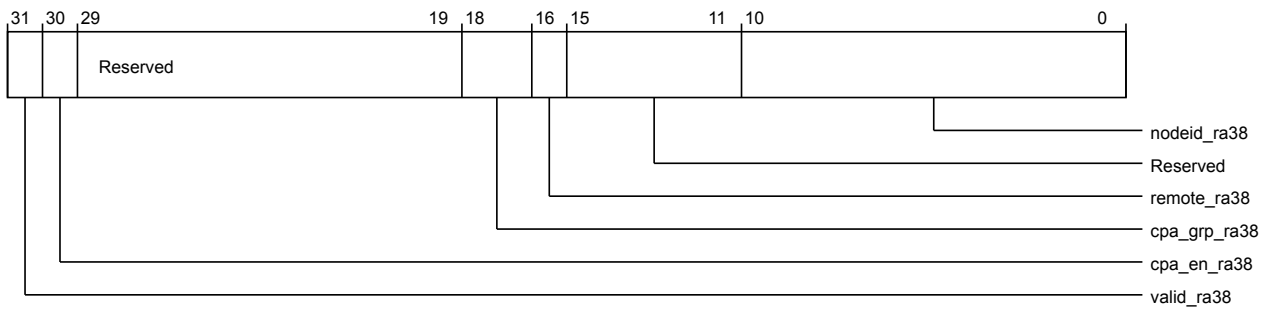 31 30 29 19 18 16 15 11 10 0
Reserved
nodeid_ra38
Reserved
remote_ra38
cpa_grp_ra38
cpa_en_ra38
valid_ra38